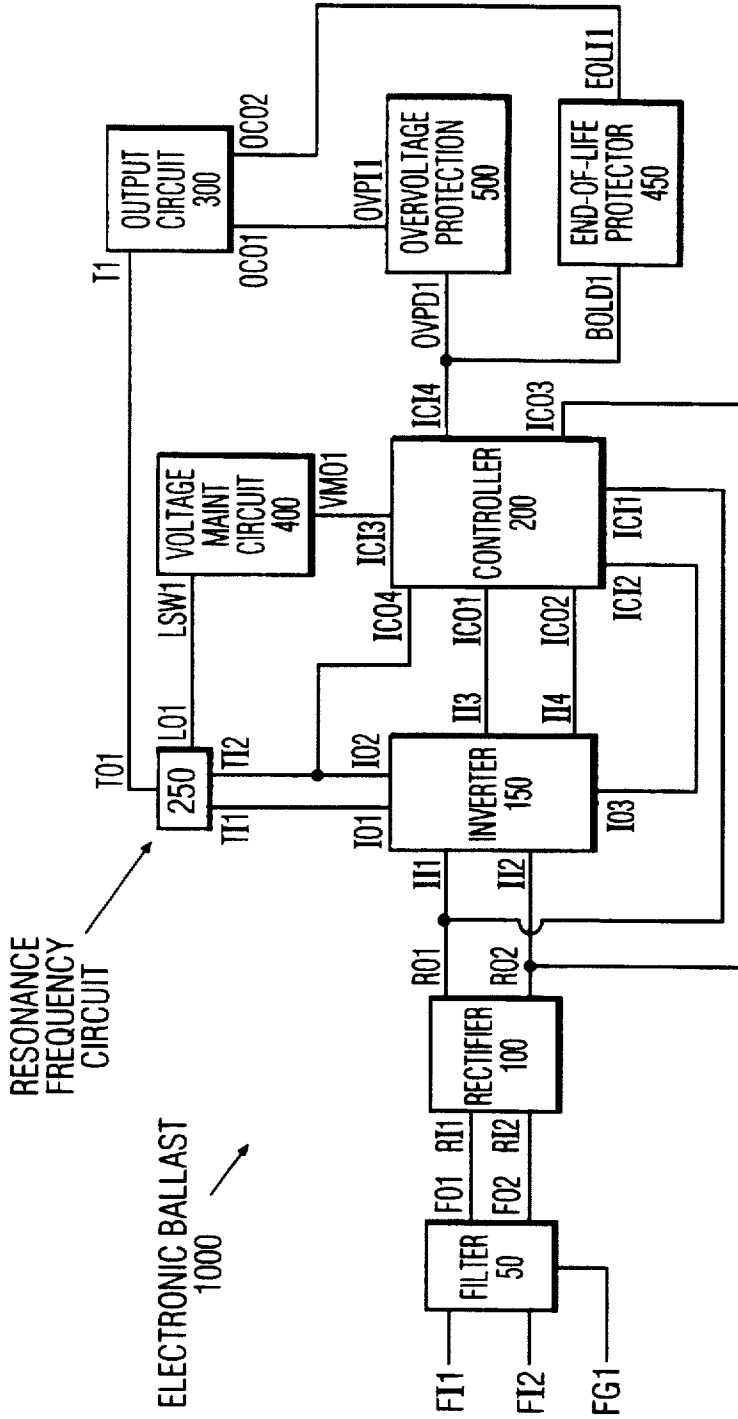 RESONANCE
FREQUENCY
CIRCUIT
ELECTRONIC BALLAST
1000
FI1
FI2
FG1
FILTER
50
FO1
FO2
RI1
RI2
RECTIFIER
100
RO1
RO2
II1
II2
INVERTER
150
IO1
IO2
IO3
II3
II4
TI1
TI2
250
TO1
LO1
LSW1
VOLTAGE
MAINT
CIRCUIT
400
VMO1
ICI3
ICO4
ICO1
ICO2
CONTROLLER
200
ICI2
ICI1
ICI4
ICO3
T1
OUTPUT
CIRCUIT
300
OCO1
OCO2
OVPI1
OVERVOLTAGE
PROTECTION
500
OVPD1
EOLI1
END-OF-LIFE
PROTECTOR
450
BOLD1